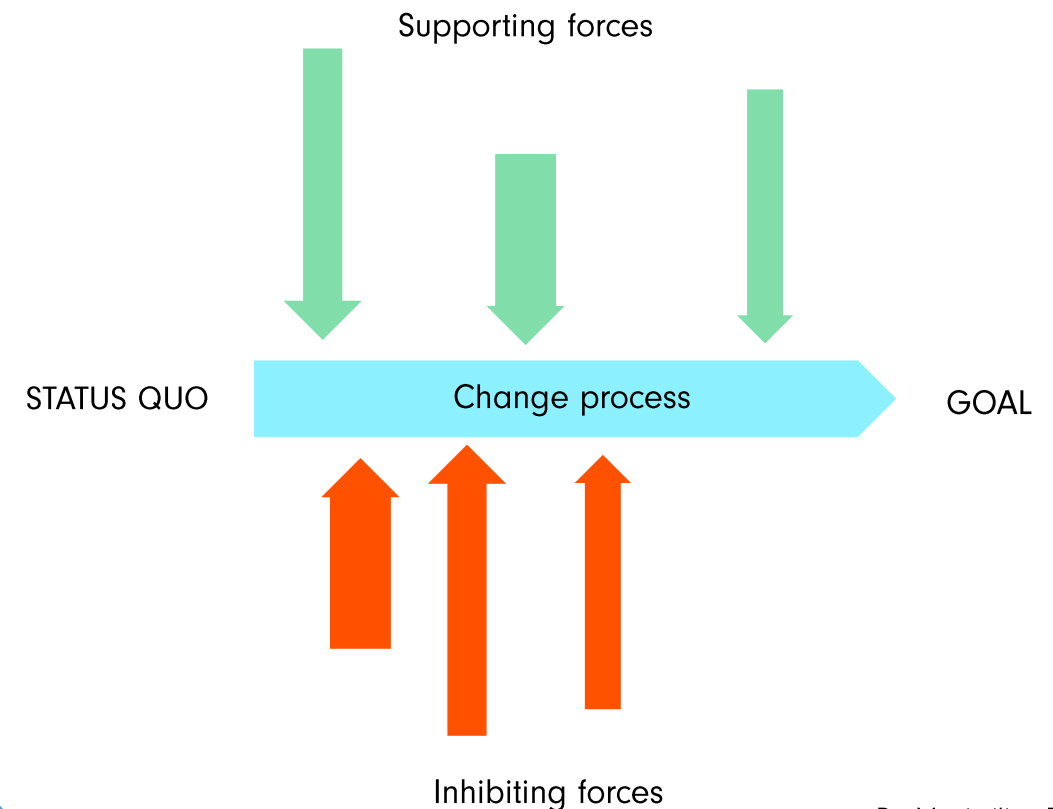 Supporting forces
STATUS QUO
Change process
GOAL
Inhibiting forces